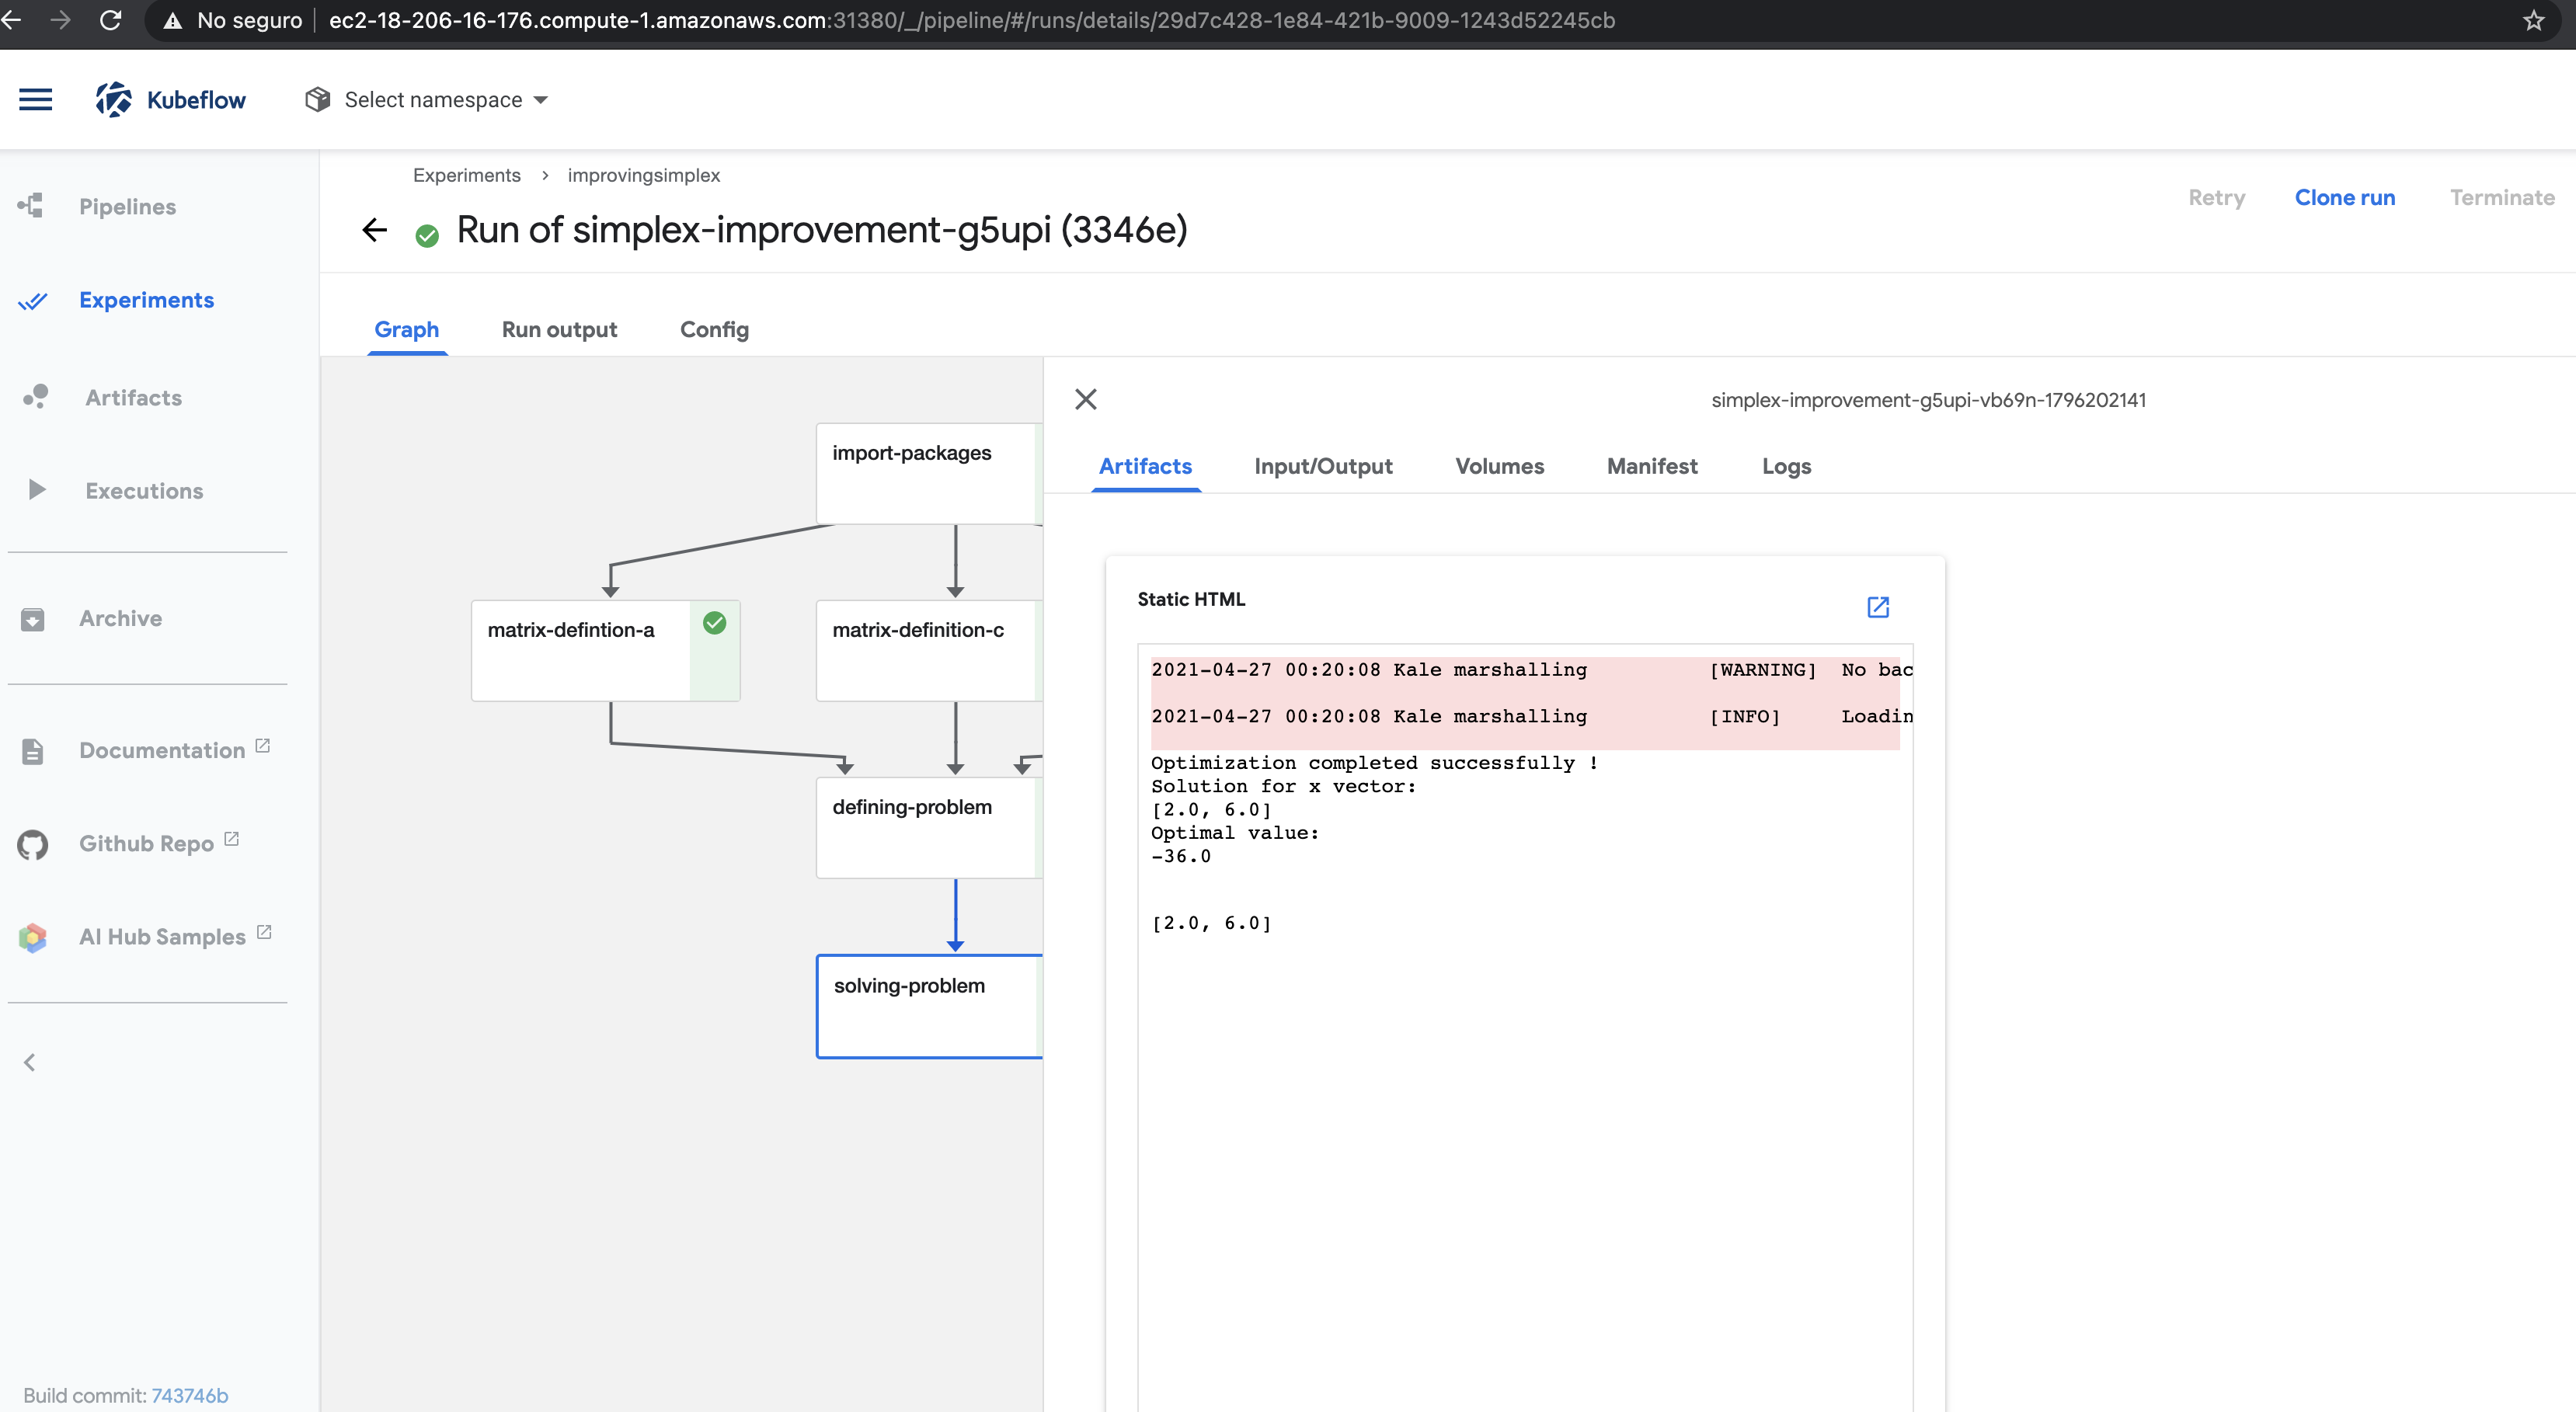 No seguro ec2-18-206-16-176.compute-1.amazonaws.com:31380/_/pipeline/#/runs/details/29d7c428-1e84-421b-9009-1243d52245cb
Kubeflow
Select namespace
Pipelines
Experiments
Artifacts
Executions
Archive
Documentation
Github Repo
AI Hub Samples
Build commit: 743746b
Experiments > improvingsimplex
Run of simplex-improvement-g5upi (3346e)
Retry Clone run Terminate
Graph Run output Config
import-packages
matrix-defintion-a
matrix-definition-c
defining-problem
solving-problem
simplex-improvement-g5upi-vb69n-1796202141
Artifacts Input/Output Volumes Manifest Logs
Static HTML
2021-04-27 00:20:08 Kale marshalling [WARNING] No bac
2021-04-27 00:20:08 Kale marshalling [INFO] Loadin
Optimization completed successfully !
Solution for x vector:
[2.0, 6.0]
Optimal value:
-36.0
[2.0, 6.0]